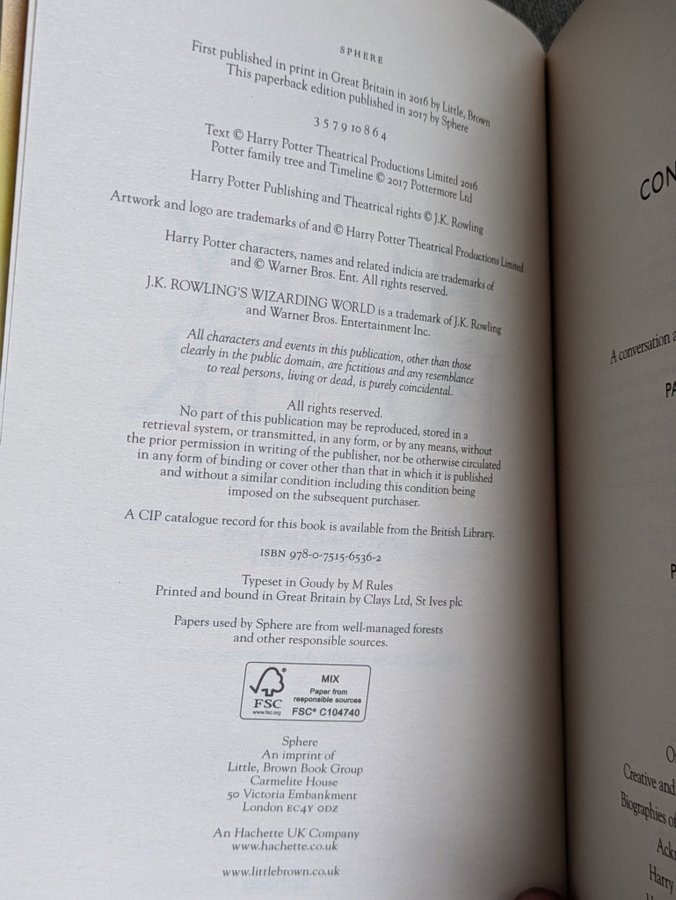 SPHERE
First published in print in Great Britain in 2016 by Little, Brown
This paperback edition published in 2017 by Sphere
3 5 7 9 10 8 6 4
Text © Harry Potter Theatrical Productions Limited 2016
Potter family tree and Timeline © 2017 Pottermore Ltd
Harry Potter Publishing and Theatrical rights © J.K. Rowling
Artwork and logo are trademarks of and © Harry Potter Theatrical Productions Limited
Harry Potter characters, names and related indicia are trademarks of
and © Warner Bros. Ent. All rights reserved.
J.K. ROWLING'S WIZARDING WORLD is a trademark of J.K. Rowling
and Warner Bros. Entertainment Inc.
All characters and events in this publication, other than those
clearly in the public domain, are fictitious and any resemblance
to real persons, living or dead, is purely coincidental.
All rights reserved.
No part of this publication may be reproduced, stored in a
retrieval system, or transmitted, in any form, or by any means, without
the prior permission in writing of the publisher, nor be otherwise circulated
in any form of binding or cover other than that in which it is published
and without a similar condition including this condition being
imposed on the subsequent purchaser.
A CIP catalogue record for this book is available from the British Library.
ISBN 978-0-7515-6536-2
Typeset in Goudy by M Rules
Printed and bound in Great Britain by Clays Ltd, St Ives plc
Papers used by Sphere are from well-managed forests
and other responsible sources.
FSC®
www.fsc.org
MIX
Paper from
responsible sources
FSC® C104740
Sphere
An imprint of
Little, Brown Book Group
Carmelite House
50 Victoria Embankment
London EC4Y 0DZ
An Hachette UK Company
www.hachette.co.uk
www.littlebrown.co.uk
CON
A conversation a
PA
P
O
Creative and
Biographies of
Ack
Harry